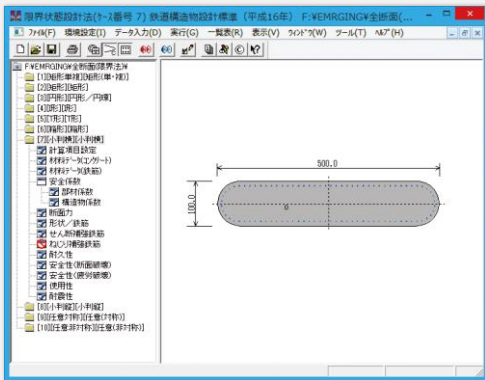 限界状態設計法(ｹｰｽ番号 7) 鉄道構造物設計標準（平成16年） F:¥EMRGING¥全断面(...
ﾌｧｲﾙ(F) 環境設定(I) ﾃﾞｰﾀ入力(D) 実行(G) 一覧表(R) 表示(V) ｳｨﾝﾄﾞｳ(W) ﾂｰﾙ(T) ﾍﾙﾌﾟ(H)
F:¥EMRGING¥全断面(限界法)¥
[1][矩形単複][矩形(単・複)]
[2][矩形][矩形]
[3][円形][円形／円環]
[4][I形][I形]
[5][T形][T形]
[6][箱形][箱形]
[7][小判横][小判横]
計算項目設定
材料ﾃﾞｰﾀ(ｺﾝｸﾘｰﾄ)
材料ﾃﾞｰﾀ(鉄筋)
安全係数
部材係数
構造物係数
断面力
形状／鉄筋
せん断補強鉄筋
ねじり補強鉄筋
耐久性
安全性(断面破壊)
安全性(疲労破壊)
使用性
耐震性
[8][小判縦][小判縦]
[9][任意対称][任意(対称)]
[10][任意非対称][任意(非対称)]
500.0
100.0